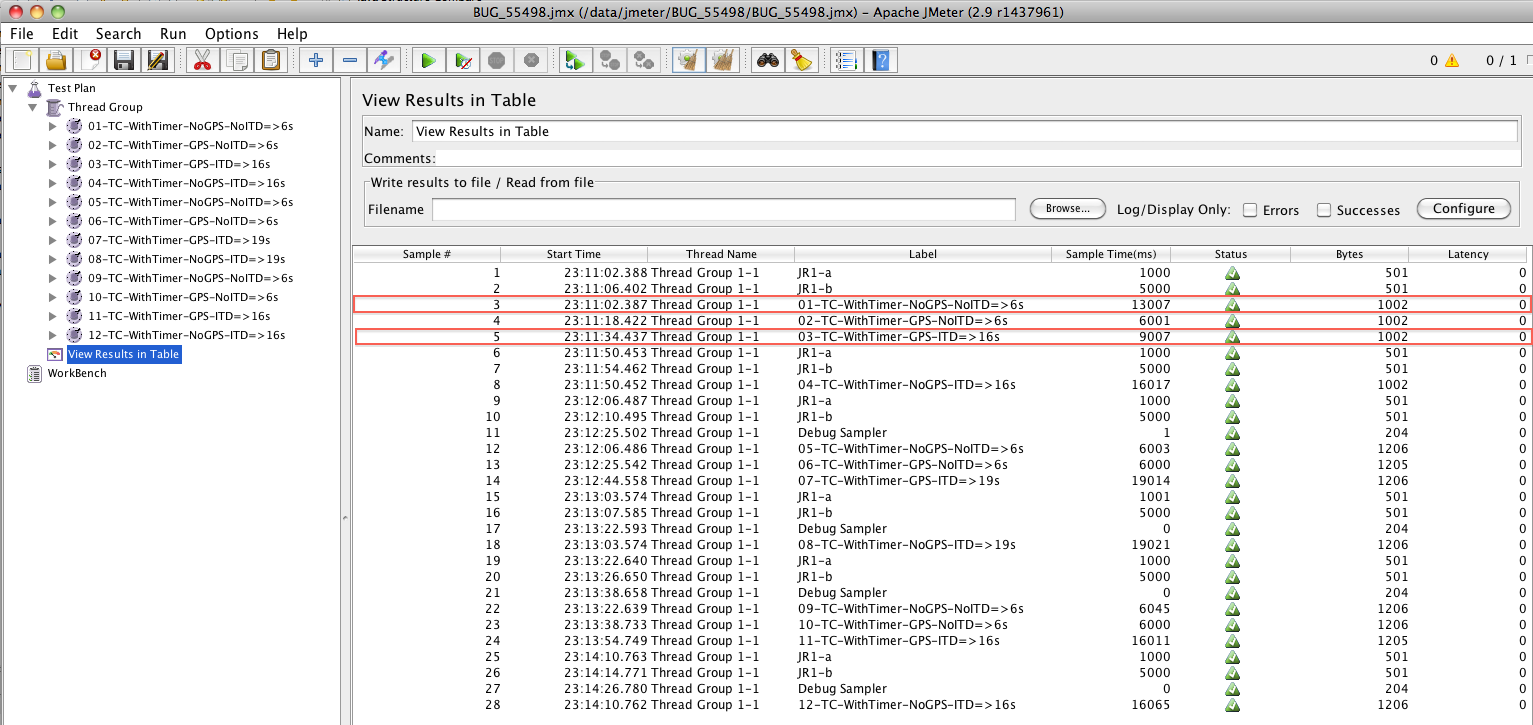 BUG_55498.jmx (/data/jmeter/BUG_55498/BUG_55498.jmx) - Apache JMeter (2.9 r1437961)
File Edit Search Run Options Help
0 0 / 1
Test Plan
Thread Group
01-TC-WithTimer-NoGPS-NoITD=>6s
02-TC-WithTimer-GPS-NoITD=>6s
03-TC-WithTimer-GPS-ITD=>16s
04-TC-WithTimer-NoGPS-ITD=>16s
05-TC-WithTimer-NoGPS-NoITD=>6s
06-TC-WithTimer-GPS-NoITD=>6s
07-TC-WithTimer-GPS-ITD=>19s
08-TC-WithTimer-NoGPS-ITD=>19s
09-TC-WithTimer-NoGPS-NoITD=>6s
10-TC-WithTimer-GPS-NoITD=>6s
11-TC-WithTimer-GPS-ITD=>16s
12-TC-WithTimer-NoGPS-ITD=>16s
View Results in Table
WorkBench
View Results in Table
Name: View Results in Table
Comments:
Write results to file / Read from file
Filename Browse... Log/Display Only: Errors Successes Configure
Sample # Start Time Thread Name Label Sample Time(ms) Status Bytes Latency
1 23:11:02.388 Thread Group 1-1 JR1-a 1000 501 0
2 23:11:06.402 Thread Group 1-1 JR1-b 5000 501 0
3 23:11:02.387 Thread Group 1-1 01-TC-WithTimer-NoGPS-NoITD=>6s 13007 1002 0
4 23:11:18.422 Thread Group 1-1 02-TC-WithTimer-GPS-NoITD=>6s 6001 1002 0
5 23:11:34.437 Thread Group 1-1 03-TC-WithTimer-GPS-ITD=>16s 9007 1002 0
6 23:11:50.453 Thread Group 1-1 JR1-a 1000 501 0
7 23:11:54.462 Thread Group 1-1 JR1-b 5000 501 0
8 23:11:50.452 Thread Group 1-1 04-TC-WithTimer-NoGPS-ITD=>16s 16017 1002 0
9 23:12:06.487 Thread Group 1-1 JR1-a 1000 501 0
10 23:12:10.495 Thread Group 1-1 JR1-b 5000 501 0
11 23:12:25.502 Thread Group 1-1 Debug Sampler 1 204 0
12 23:12:06.486 Thread Group 1-1 05-TC-WithTimer-NoGPS-NoITD=>6s 6003 1206 0
13 23:12:25.542 Thread Group 1-1 06-TC-WithTimer-GPS-NoITD=>6s 6000 1205 0
14 23:12:44.558 Thread Group 1-1 07-TC-WithTimer-GPS-ITD=>19s 19014 1206 0
15 23:13:03.574 Thread Group 1-1 JR1-a 1001 501 0
16 23:13:07.585 Thread Group 1-1 JR1-b 5000 501 0
17 23:13:22.593 Thread Group 1-1 Debug Sampler 0 204 0
18 23:13:03.574 Thread Group 1-1 08-TC-WithTimer-NoGPS-ITD=>19s 19021 1206 0
19 23:13:22.640 Thread Group 1-1 JR1-a 1000 501 0
20 23:13:26.650 Thread Group 1-1 JR1-b 5000 501 0
21 23:13:38.658 Thread Group 1-1 Debug Sampler 0 204 0
22 23:13:22.639 Thread Group 1-1 09-TC-WithTimer-NoGPS-NoITD=>6s 6045 1206 0
23 23:13:38.733 Thread Group 1-1 10-TC-WithTimer-GPS-NoITD=>6s 6000 1206 0
24 23:13:54.749 Thread Group 1-1 11-TC-WithTimer-GPS-ITD=>16s 16011 1205 0
25 23:14:10.763 Thread Group 1-1 JR1-a 1000 501 0
26 23:14:14.771 Thread Group 1-1 JR1-b 5000 501 0
27 23:14:26.780 Thread Group 1-1 Debug Sampler 0 204 0
28 23:14:10.762 Thread Group 1-1 12-TC-WithTimer-NoGPS-ITD=>16s 16065 1206 0